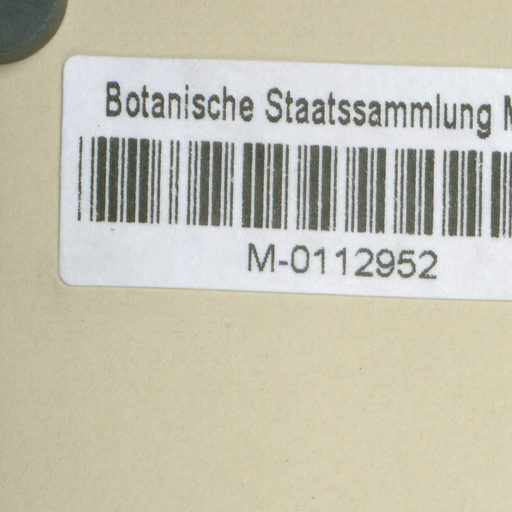 Botanische Staatssammlung
M-0112952